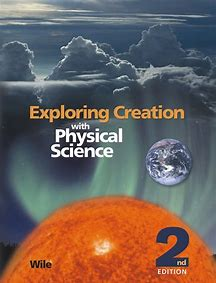 Exploring Creation
with Physical
Science
Wile
2nd
EDITION